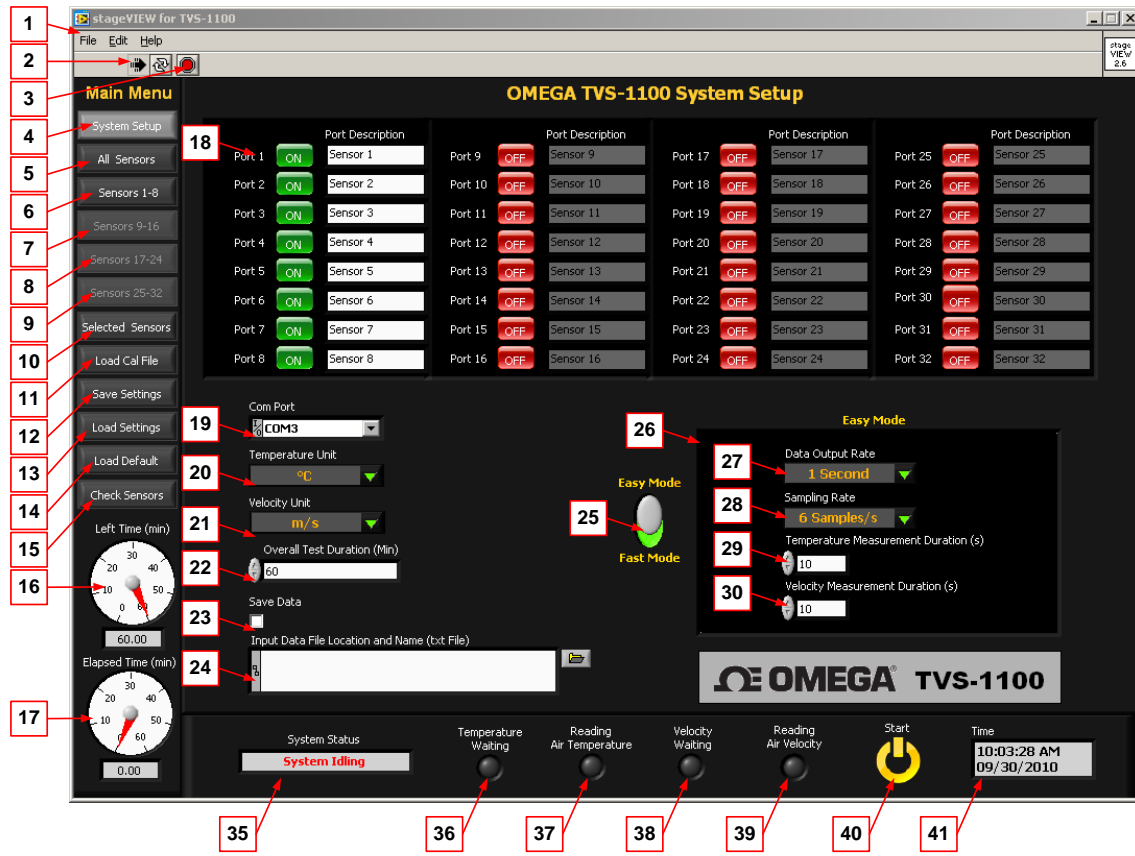 stageVIEW for TVS-1100
File Edit Help
stage
VIEW
2.6
Main Menu
OMEGA TVS-1100 System Setup
System Setup
All Sensors
Sensors 1-8
Sensors 9-16
Sensors 17-24
Sensors 25-32
Selected Sensors
Load Cal File
Save Settings
Load Settings
Load Default
Check Sensors
Left Time (min)
0 10 20 30 40 50 60
60.00
Elapsed Time (min)
0 10 20 30 40 50 60
0.00
Port Description
Port 1 ON Sensor 1
Port 2 ON Sensor 2
Port 3 ON Sensor 3
Port 4 ON Sensor 4
Port 5 ON Sensor 5
Port 6 ON Sensor 6
Port 7 ON Sensor 7
Port 8 ON Sensor 8
Port Description
Port 9 OFF Sensor 9
Port 10 OFF Sensor 10
Port 11 OFF Sensor 11
Port 12 OFF Sensor 12
Port 13 OFF Sensor 13
Port 14 OFF Sensor 14
Port 15 OFF Sensor 15
Port 16 OFF Sensor 16
Port Description
Port 17 OFF Sensor 17
Port 18 OFF Sensor 18
Port 19 OFF Sensor 19
Port 20 OFF Sensor 20
Port 21 OFF Sensor 21
Port 22 OFF Sensor 22
Port 23 OFF Sensor 23
Port 24 OFF Sensor 24
Port Description
Port 25 OFF Sensor 25
Port 26 OFF Sensor 26
Port 27 OFF Sensor 27
Port 28 OFF Sensor 28
Port 29 OFF Sensor 29
Port 30 OFF Sensor 30
Port 31 OFF Sensor 31
Port 32 OFF Sensor 32
Com Port
I/O COM3
Temperature Unit
°C
Velocity Unit
m/s
Overall Test Duration (Min)
60
Save Data
Input Data File Location and Name (txt File)
Easy Mode
Fast Mode
Easy Mode
Data Output Rate
1 Second
Sampling Rate
6 Samples/s
Temperature Measurement Duration (s)
10
Velocity Measurement Duration (s)
10
OMEGA® TVS-1100
System Status
System Idling
Temperature
Waiting
Reading
Air Temperature
Velocity
Waiting
Reading
Air Velocity
Start
Time
10:03:28 AM
09/30/2010
1
2
3
4
5
6
7
8
9
10
11
12
13
14
15
16
17
18
19
20
21
22
23
24
25
26
27
28
29
30
35
36
37
38
39
40
41